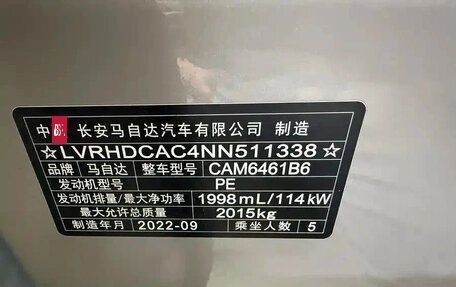 中 长安马自达汽车有限公司 制造
☆LVRHDCAC4NN511338☆
品牌 马自达 整车型号 CAM6461B6
发动机型号 PE
发动机排量/最大净功率 1998mL/114kW
最大允许总质量 2015kg
制造年月 2022-09 乘坐人数 5